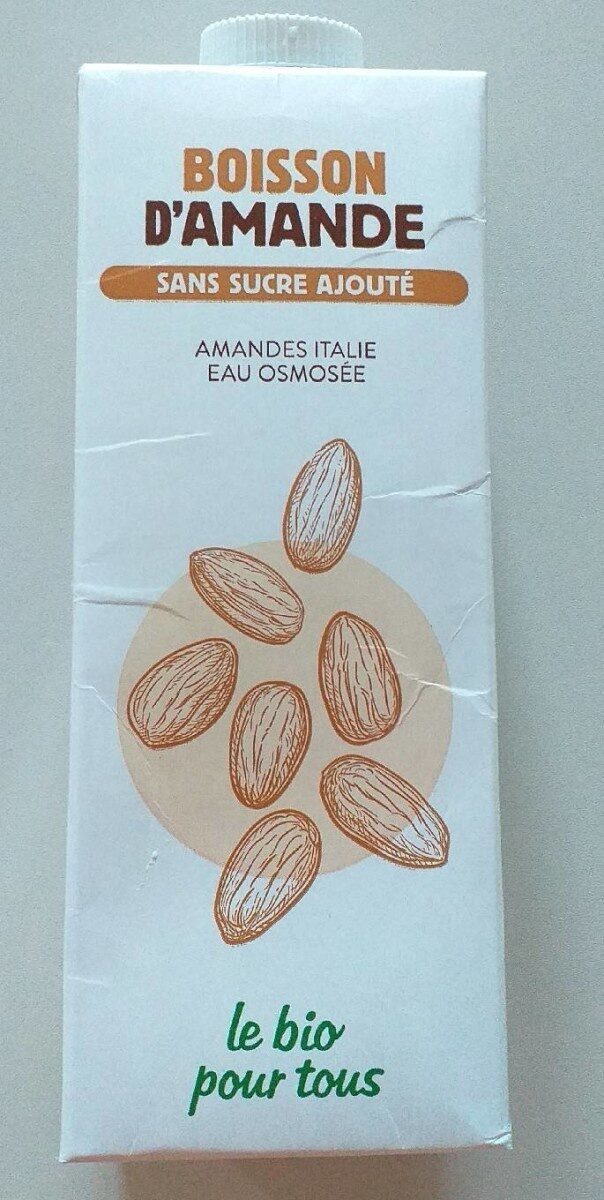 BOISSON
D'AMANDE
SANS SUCRE AJOUTÉ
AMANDES ITALIE
EAU OSMOSÉE
le bio
pour tous